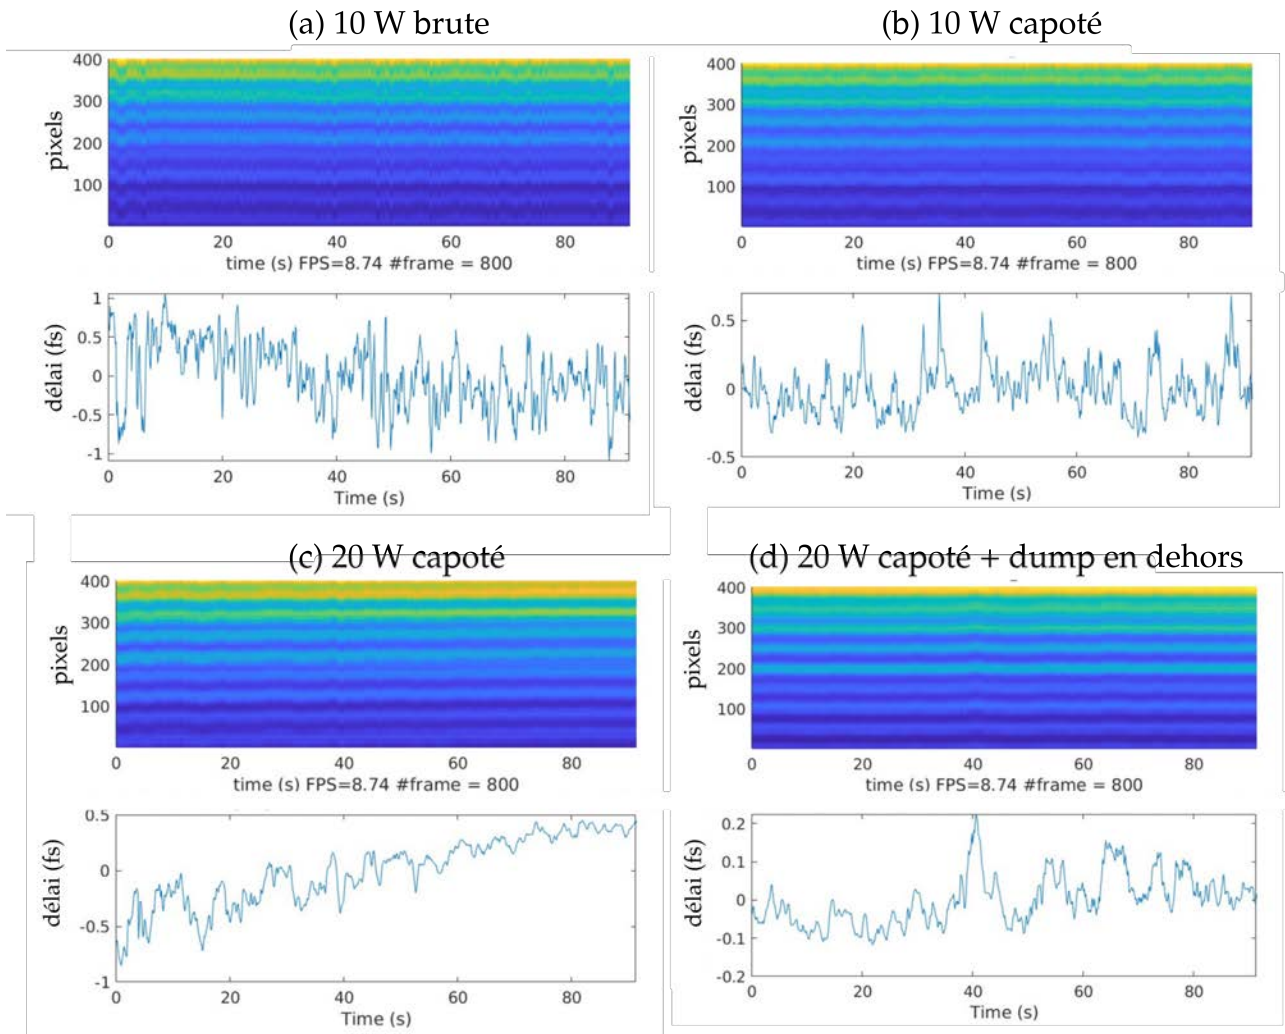 (a) 10 W brute
400
300
200
100
pixels
0 20 40 60 80
time (s) FPS=8.74 #frame = 800
1
0.5
0
-0.5
-1
délai (fs)
0 20 40 60 80
Time (s)
(b) 10 W capoté
400
300
200
100
pixels
0 20 40 60 80
time (s) FPS=8.74 #frame = 800
0.5
0
-0.5
délai (fs)
0 20 40 60 80
Time (s)
(c) 20 W capoté
400
300
200
100
pixels
0 20 40 60 80
time (s) FPS=8.74 #frame = 800
0.5
0
-0.5
-1
délai (fs)
0 20 40 60 80
Time (s)
(d) 20 W capoté + dump en dehors
400
300
200
100
pixels
0 20 40 60 80
time (s) FPS=8.74 #frame = 800
0.2
0.1
0
-0.1
-0.2
délai (fs)
0 20 40 60 80
Time (s)